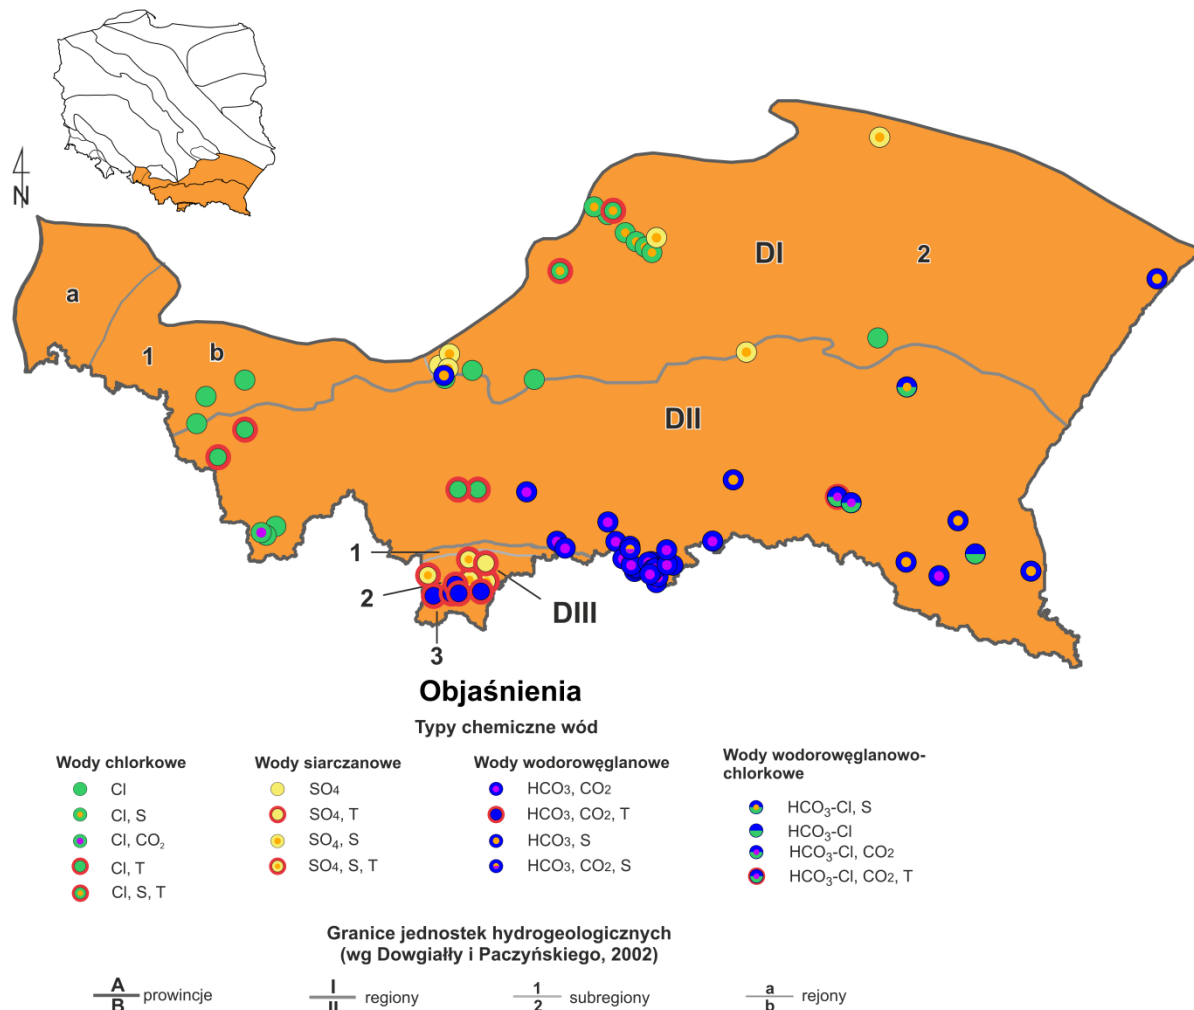 N
a
1
b
DI
2
DII
1
2
DIII
3
Objaśnienia
Typy chemiczne wód
Wody chlorkowe
Cl
Cl, S
Cl, CO₂
Cl, T
Cl, S, T
Wody siarczanowe
SO₄
SO₄, T
SO₄, S
SO₄, S, T
Wody wodorowęglanowe
HCO₃, CO₂
HCO₃, CO₂, T
HCO₃, S
HCO₃, CO₂, S
Wody wodorowęglanowo-
chlorkowe
HCO₃-Cl, S
HCO₃-Cl
HCO₃-Cl, CO₂
HCO₃-Cl, CO₂, T
Granice jednostek hydrogeologicznych
(wg Dowgiałły i Paczyńskiego, 2002)
A
B
prowincje
I
II
regiony
1
2
subregiony
a
b
rejony